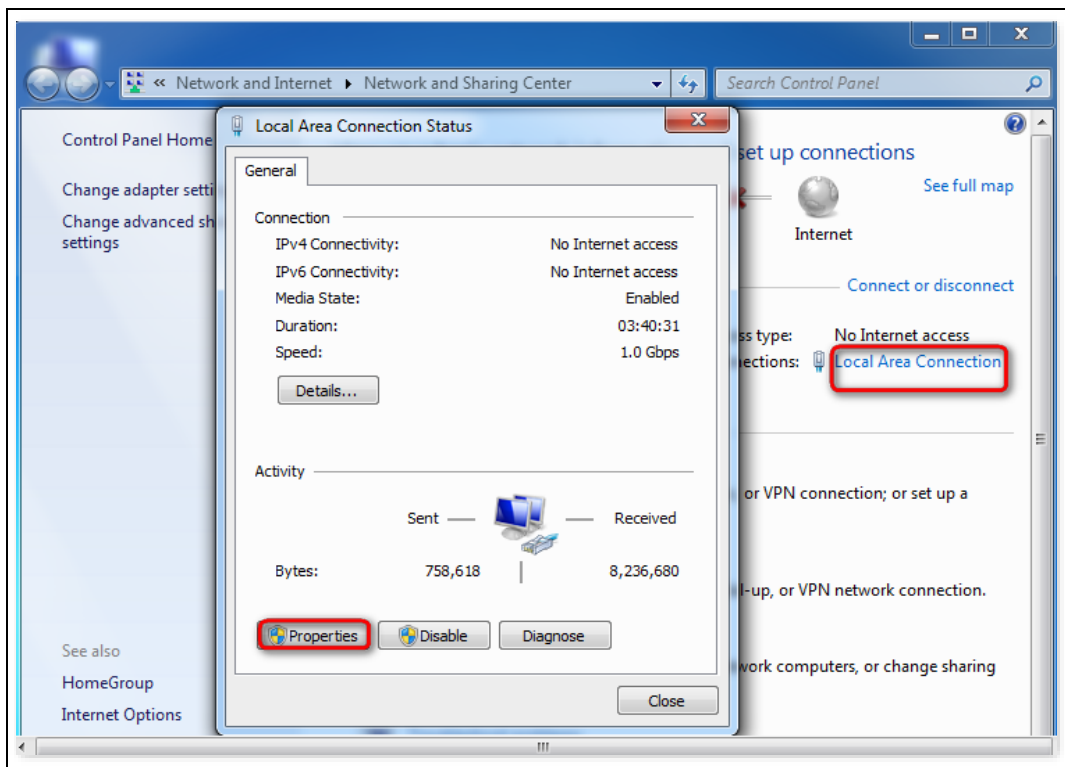 « Network and Internet ▸ Network and Sharing Center
Search Control Panel
Control Panel Home
Change adapter setti
Change advanced sh
settings
See also
HomeGroup
Internet Options
Local Area Connection Status
General
Connection
IPv4 Connectivity: No Internet access
IPv6 Connectivity: No Internet access
Media State: Enabled
Duration: 03:40:31
Speed: 1.0 Gbps
Details...
Activity
Sent — — Received
Bytes: 758,618 | 8,236,680
Properties Disable Diagnose
Close
set up connections
See full map
Internet
Connect or disconnect
ss type: No Internet access
ections: Local Area Connection
or VPN connection; or set up a
l-up, or VPN network connection.
work computers, or change sharing